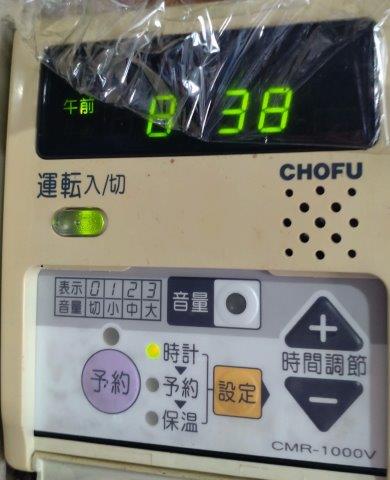 午前 8 38
運転入/切
CHOFU
表示 0 1 2 3
音量 切 小 中 大
音量
+
時間調節
-
予約
時計
予約
保温
設定
CMR-1000V